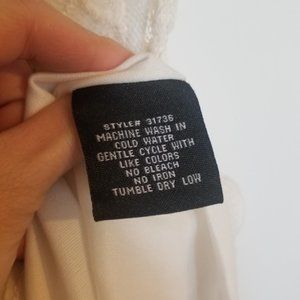 STYLE# 31736
MACHINE WASH IN
COLD WATER
GENTLE CYCLE WITH
LIKE COLORS
NO BLEACH
NO IRON
TUMBLE DRY LOW